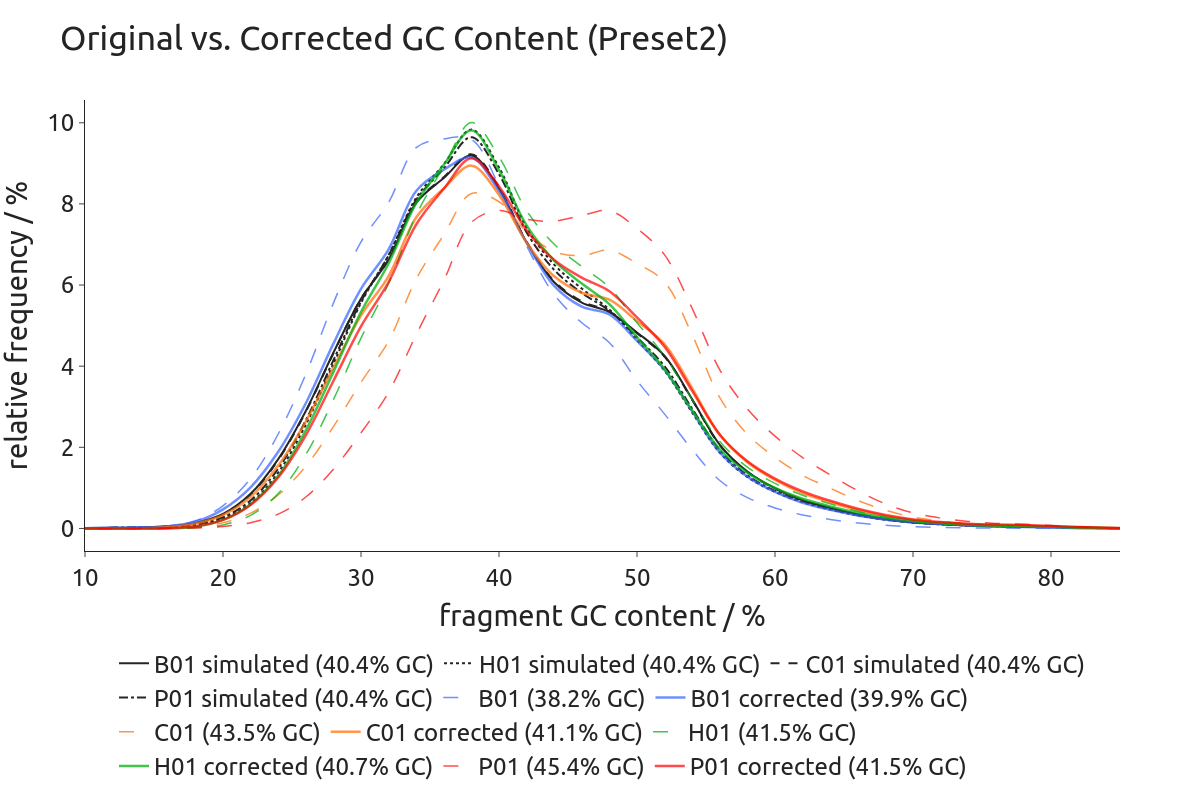 Original vs. Corrected GC Content (Preset2)
relative frequency / %
10
8
6
4
2
0
10 20 30 40 50 60 70 80
fragment GC content / %
B01 simulated (40.4% GC) H01 simulated (40.4% GC) C01 simulated (40.4% GC)
P01 simulated (40.4% GC) B01 (38.2% GC) B01 corrected (39.9% GC)
C01 (43.5% GC) C01 corrected (41.1% GC) H01 (41.5% GC)
H01 corrected (40.7% GC) P01 (45.4% GC) P01 corrected (41.5% GC)